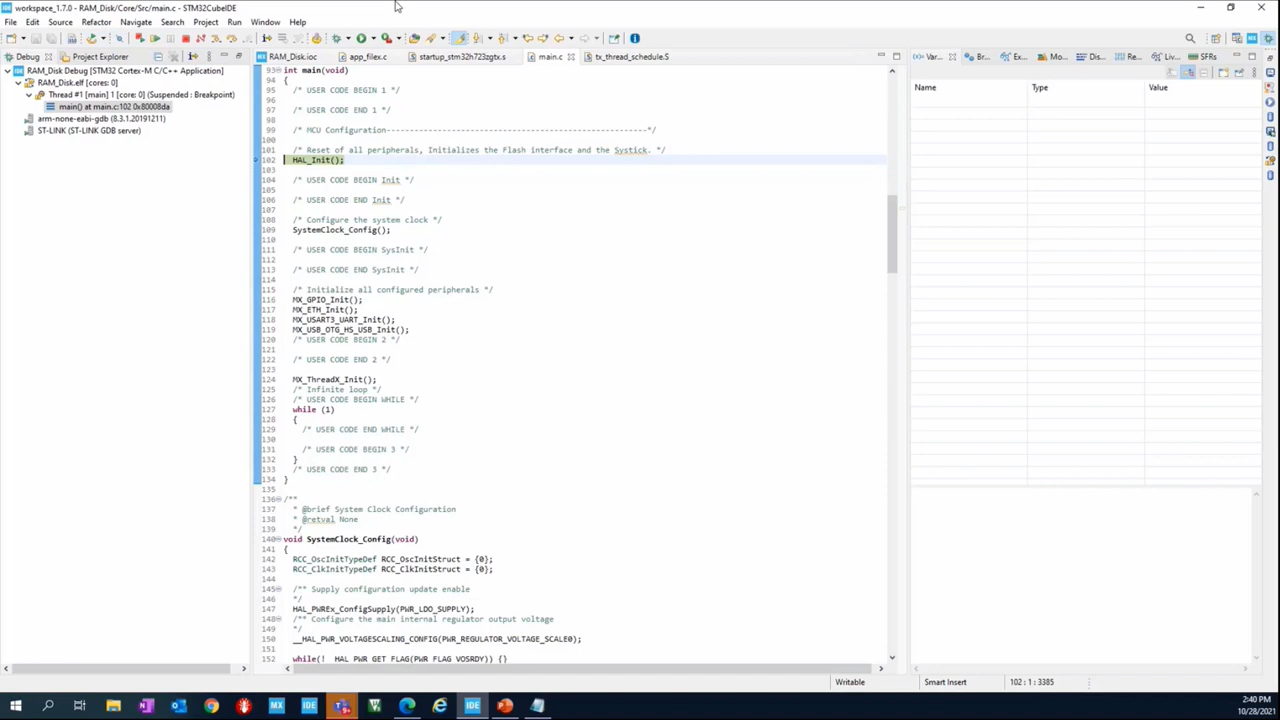 workspace_1.7.0 - RAM_Disk/Core/Src/main.c - STM32CubeIDE
File Edit Source Refactor Navigate Search Project Run Window Help
Debug Project Explorer
RAM_Disk Debug [STM32 Cortex-M C/C++ Application]
RAM_Disk.elf [cores: 0]
Thread #1 [main] 1 [core: 0] (Suspended : Breakpoint)
main() at main.c:102 0x80008da
arm-none-eabi-gdb (8.3.1.20191211)
ST-LINK (ST-LINK GDB server)
RAM_Disk.ioc app_filex.c startup_stm32h723zgtx.s main.c tx_thread_schedule.S
93 int main(void)
94 {
95 /* USER CODE BEGIN 1 */
96
97 /* USER CODE END 1 */
98
99 /* MCU Configuration--------------------------------------------------------*/
100
101 /* Reset of all peripherals, Initializes the Flash interface and the Systick. */
102 HAL_Init();
103
104 /* USER CODE BEGIN Init */
105
106 /* USER CODE END Init */
107
108 /* Configure the system clock */
109 SystemClock_Config();
110
111 /* USER CODE BEGIN SysInit */
112
113 /* USER CODE END SysInit */
114
115 /* Initialize all configured peripherals */
116 MX_GPIO_Init();
117 MX_ETH_Init();
118 MX_USART3_UART_Init();
119 MX_USB_OTG_HS_USB_Init();
120 /* USER CODE BEGIN 2 */
121
122 /* USER CODE END 2 */
123
124 MX_ThreadX_Init();
125 /* Infinite loop */
126 /* USER CODE BEGIN WHILE */
127 while (1)
128 {
129 /* USER CODE END WHILE */
130
131 /* USER CODE BEGIN 3 */
132 }
133 /* USER CODE END 3 */
134 }
135
136 /**
137 * @brief System Clock Configuration
138 * @retval None
139 */
140 void SystemClock_Config(void)
141 {
142 RCC_OscInitTypeDef RCC_OscInitStruct = {0};
143 RCC_ClkInitTypeDef RCC_ClkInitStruct = {0};
144
145 /** Supply configuration update enable
146 */
147 HAL_PWREx_ConfigSupply(PWR_LDO_SUPPLY);
148 /** Configure the main internal regulator output voltage
149 */
150 __HAL_PWR_VOLTAGESCALING_CONFIG(PWR_REGULATOR_VOLTAGE_SCALE0);
151
152 while(!__HAL_PWR_GET_FLAG(PWR_FLAG_VOSRDY)) {}
Var... Br... Ex... Mo... Dis... Re... Liv... SFRs
Name Type Value
Writable Smart Insert 102 : 1 : 3385
MX IDE IDE
2:40 PM
10/28/2021